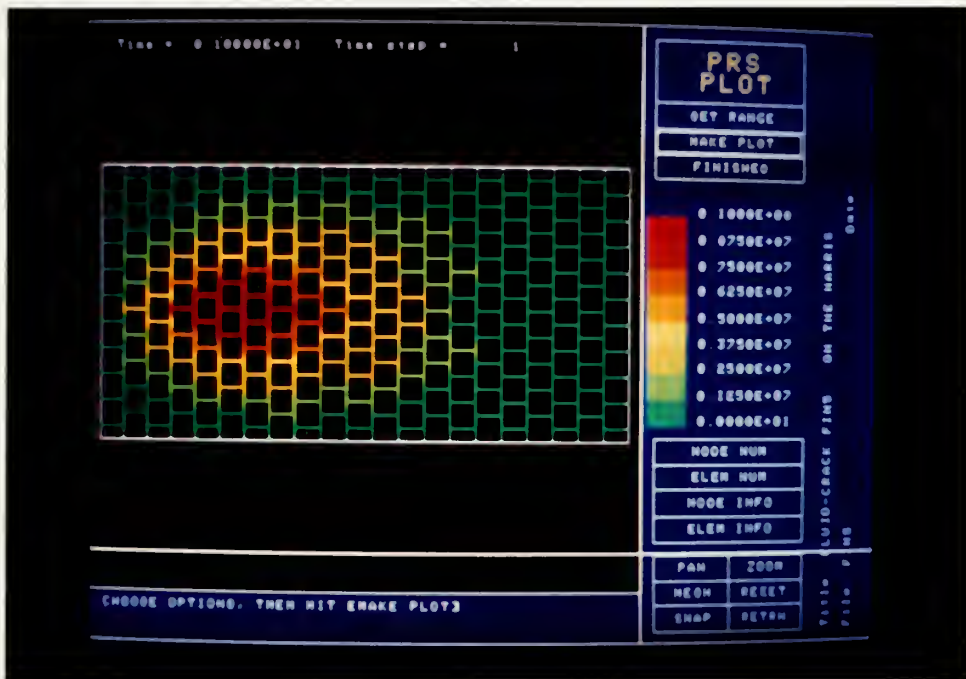 Time = 0.10000E+01 Time step = 1
PRS
PLOT
GET RANGE
MAKE PLOT
FINISHED
0.1000E+08
0.8750E+07
0.7500E+07
0.6250E+07
0.5000E+07
0.3750E+07
0.2500E+07
0.1250E+07
0.0000E+01
NODE NUM
ELEM NUM
NODE INFO
ELEM INFO
PAN ZOOM
MESH RESET
SNAP RETRN
CHOOSE OPTIONS, THEN HIT [MAKE PLOT]
Title FLUID-CRACK FINS ON THE HARRIS
File FINS Date